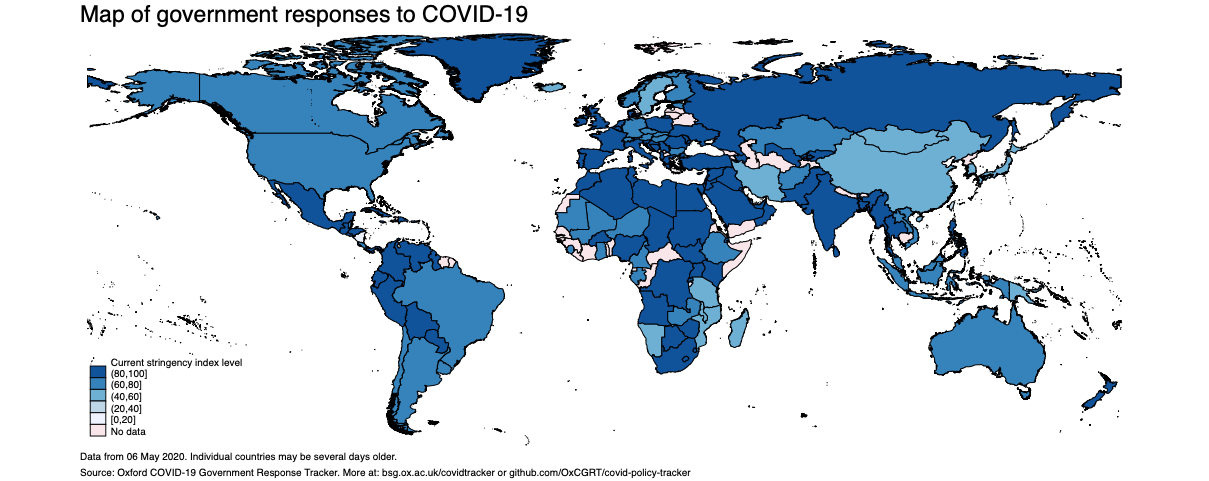 Map of government responses to COVID-19
Current stringency index level
(80,100]
(60,80]
(40,60]
(20,40]
[0,20]
No data
Data from 06 May 2020. Individual countries may be several days older.
Source: Oxford COVID-19 Government Response Tracker. More at: bsg.ox.ac.uk/covidtracker or github.com/OxCGRT/covid-policy-tracker